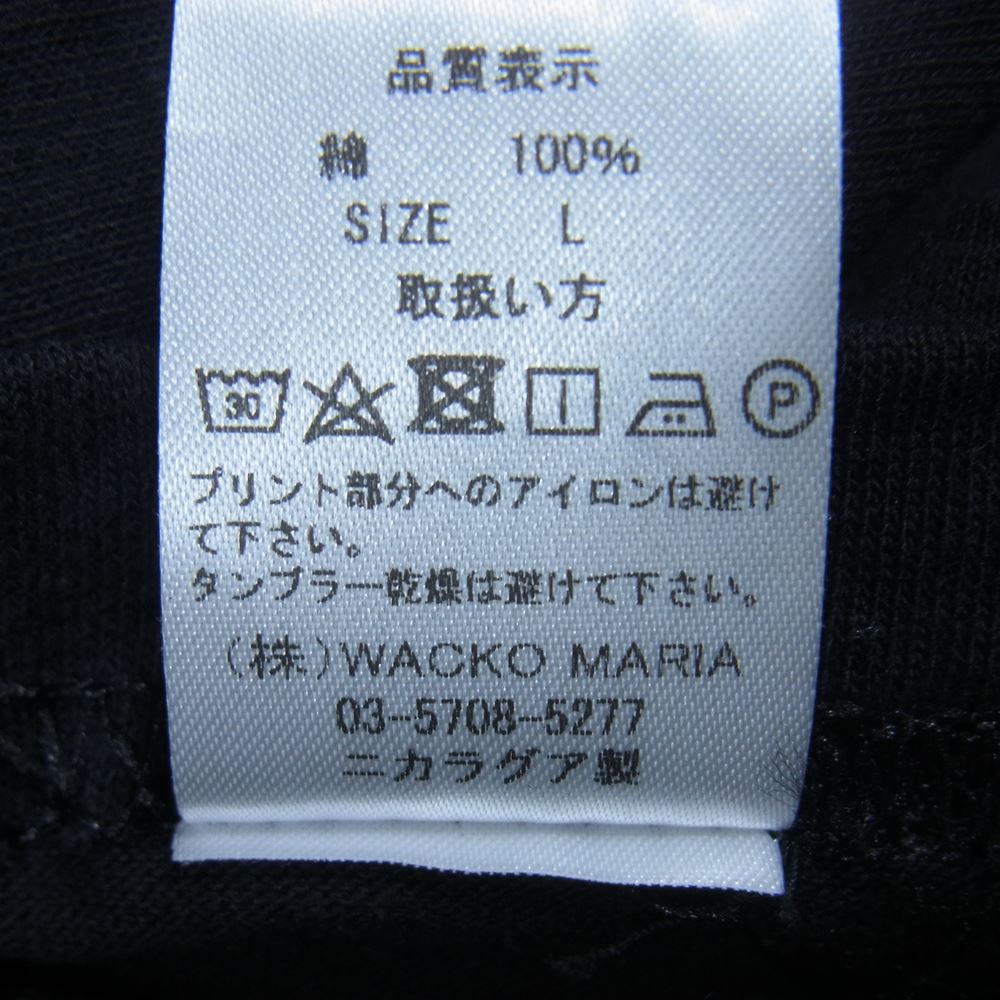 品質表示
綿 100%
SIZE L
取扱い方
30 P
プリント部分へのアイロンは避け
て下さい。
タンブラー乾燥は避けて下さい。
(株)WACKO MARIA
03-5708-5277
ニカラグア製